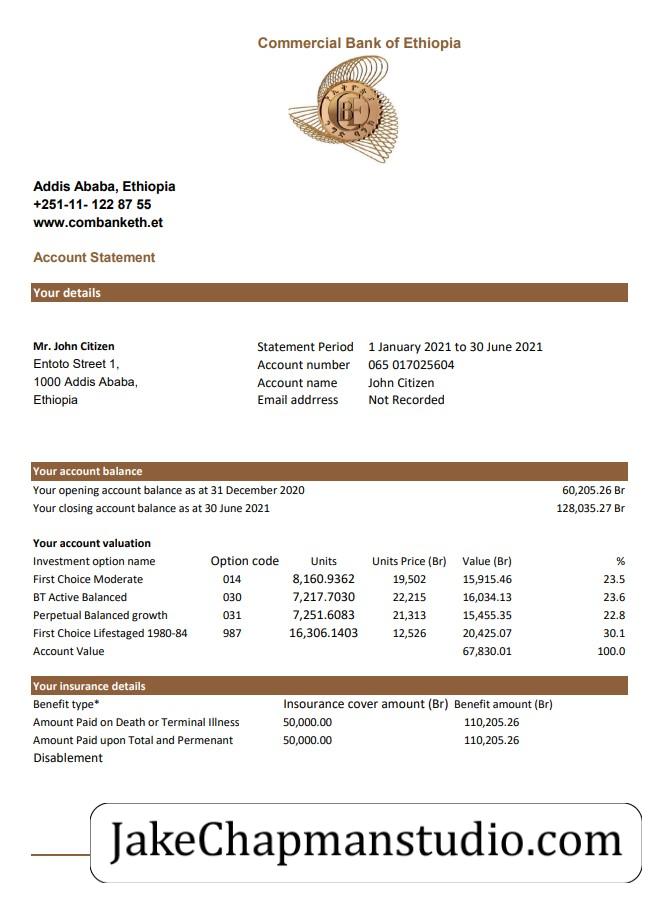 Commercial Bank of Ethiopia
Addis Ababa, Ethiopia
+251-11- 122 87 55
www.combanketh.et
Account Statement
Your details
Mr. John Citizen
Entoto Street 1,
1000 Addis Ababa,
Ethiopia
Statement Period 1 January 2021 to 30 June 2021
Account number 065 017025604
Account name John Citizen
Email addrress Not Recorded
Your account balance
Your opening account balance as at 31 December 2020 60,205.26 Br
Your closing account balance as at 30 June 2021 128,035.27 Br
Your account valuation
Investment option name Option code Units Units Price (Br) Value (Br) %
First Choice Moderate 014 8,160.9362 19,502 15,915.46 23.5
BT Active Balanced 030 7,217.7030 22,215 16,034.13 23.6
Perpetual Balanced growth 031 7,251.6083 21,313 15,455.35 22.8
First Choice Lifestaged 1980-84 987 16,306.1403 12,526 20,425.07 30.1
Account Value 67,830.01 100.0
Your insurance details
Benefit type* Insourance cover amount (Br) Benefit amount (Br)
Amount Paid on Death or Terminal Illness 50,000.00 110,205.26
Amount Paid upon Total and Permenant 50,000.00 110,205.26
Disablement
JakeChapmanstudio.com